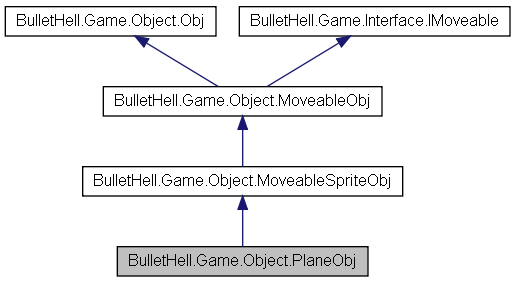 BulletHell.Game.Object.Obj
BulletHell.Game.Interface.IMoveable
BulletHell.Game.Object.MoveableObj
BulletHell.Game.Object.MoveableSpriteObj
BulletHell.Game.Object.PlaneObj